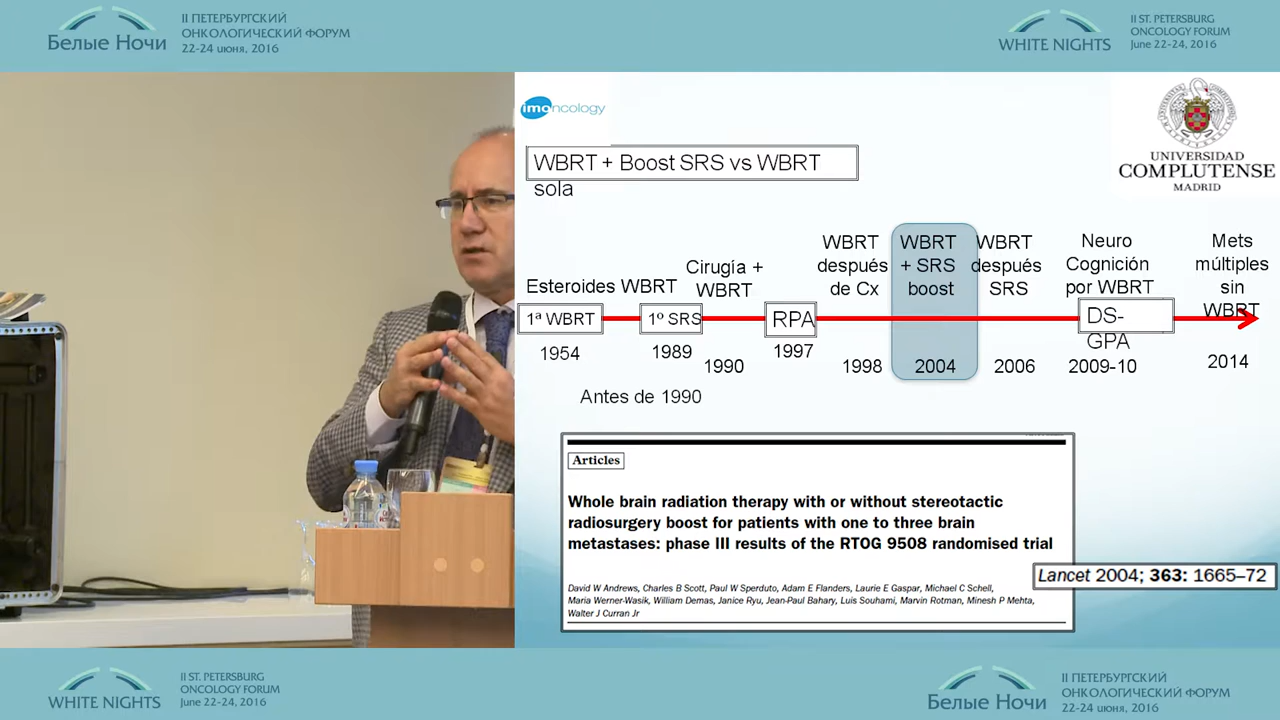 Белые Ночи
II ПЕТЕРБУРГСКИЙ
ОНКОЛОГИЧЕСКИЙ ФОРУМ
22-24 июня, 2016
WHITE NIGHTS
II ST. PETERSBURG
ONCOLOGY FORUM
June 22-24, 2016
imoncology
UNIVERSIDAD
COMPLUTENSE
MADRID
WBRT + Boost SRS vs WBRT
sola
Esteroides WBRT
Cirugía +
WBRT
WBRT
después
de Cx
WBRT
+ SRS
boost
WBRT
después
SRS
Neuro
Cognición
por WBRT
Mets
múltiples
sin
WBRT
1ª WBRT
1º SRS
RPA
DS-
GPA
1954
1989
1990
1997
1998
2004
2006
2009-10
2014
Antes de 1990
Articles
Whole brain radiation therapy with or without stereotactic
radiosurgery boost for patients with one to three brain
metastases: phase III results of the RTOG 9508 randomised trial
Lancet 2004; 363: 1665–72
David W Andrews, Charles B Scott, Paul W Sperduto, Adam E Flanders, Laurie E Gaspar, Michael C Schell,
Maria Werner-Wasik, William Demas, Janice Ryu, Jean-Paul Bahary, Luis Souhami, Marvin Rotman, Minesh P Mehta,
Walter J Curran Jr
WHITE NIGHTS
II ST. PETERSBURG
ONCOLOGY FORUM
June 22-24, 2016
Белые Ночи
II ПЕТЕРБУРГСКИЙ
ОНКОЛОГИЧЕСКИЙ ФОРУМ
22-24 июня, 2016